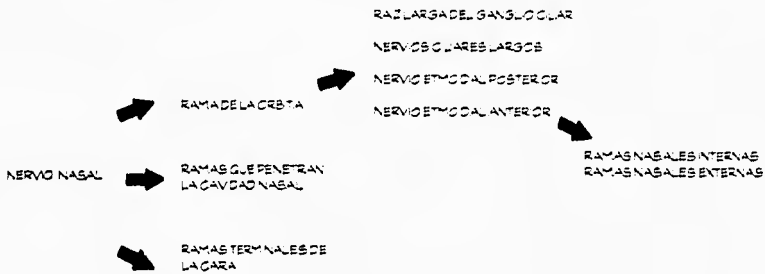 RAIZ LARGA DEL GANGLIO CILIAR
NERVIOS CILIARES LARGOS
NERVIO ETMOIDAL POSTERIOR
NERVIO ETMOIDAL ANTERIOR
RAMA DE LA ORBITA
RAMAS NASALES INTERNAS
RAMAS NASALES EXTERNAS
NERVIO NASAL
RAMAS QUE PENETRAN
LA CAVIDAD NASAL
RAMAS TERMINALES DE
LA CARA